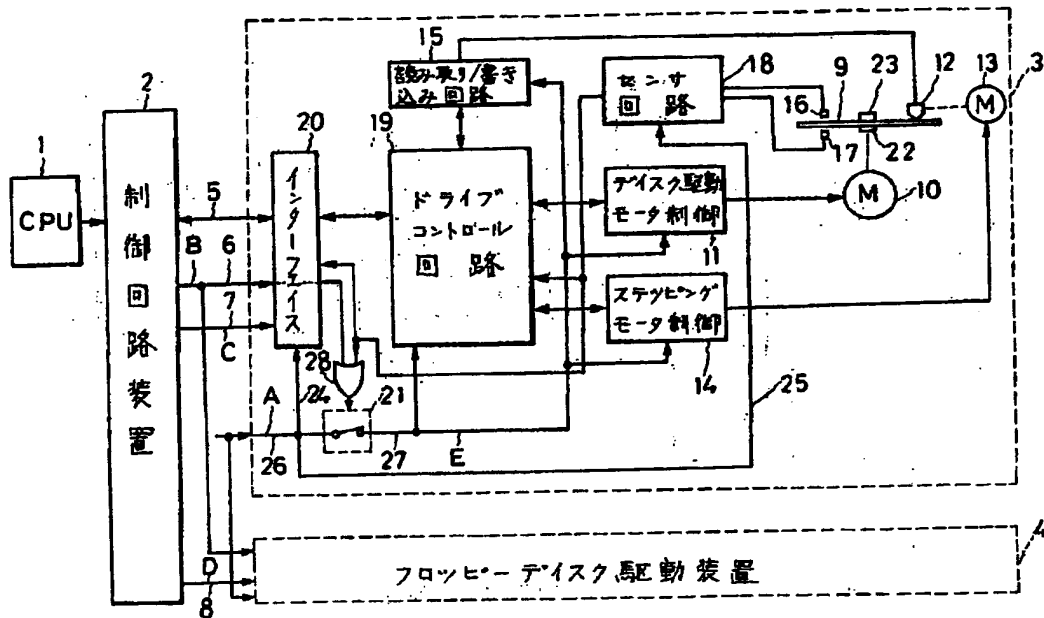 15
読み取り/書き
込み回路
センサ
回路
18
16
9
23
12
13
M
3
17
22
2
20
19
1
CPU
制御回路装置
5
B
6
7
C
インターフェイス
ドライブ
コントロール
回路
ディスク駆動
モータ制御
11
M
10
ステッピング
モータ制御
14
28
24
21
25
A
26
27
E
D
8
フロッピーディスク駆動装置
4